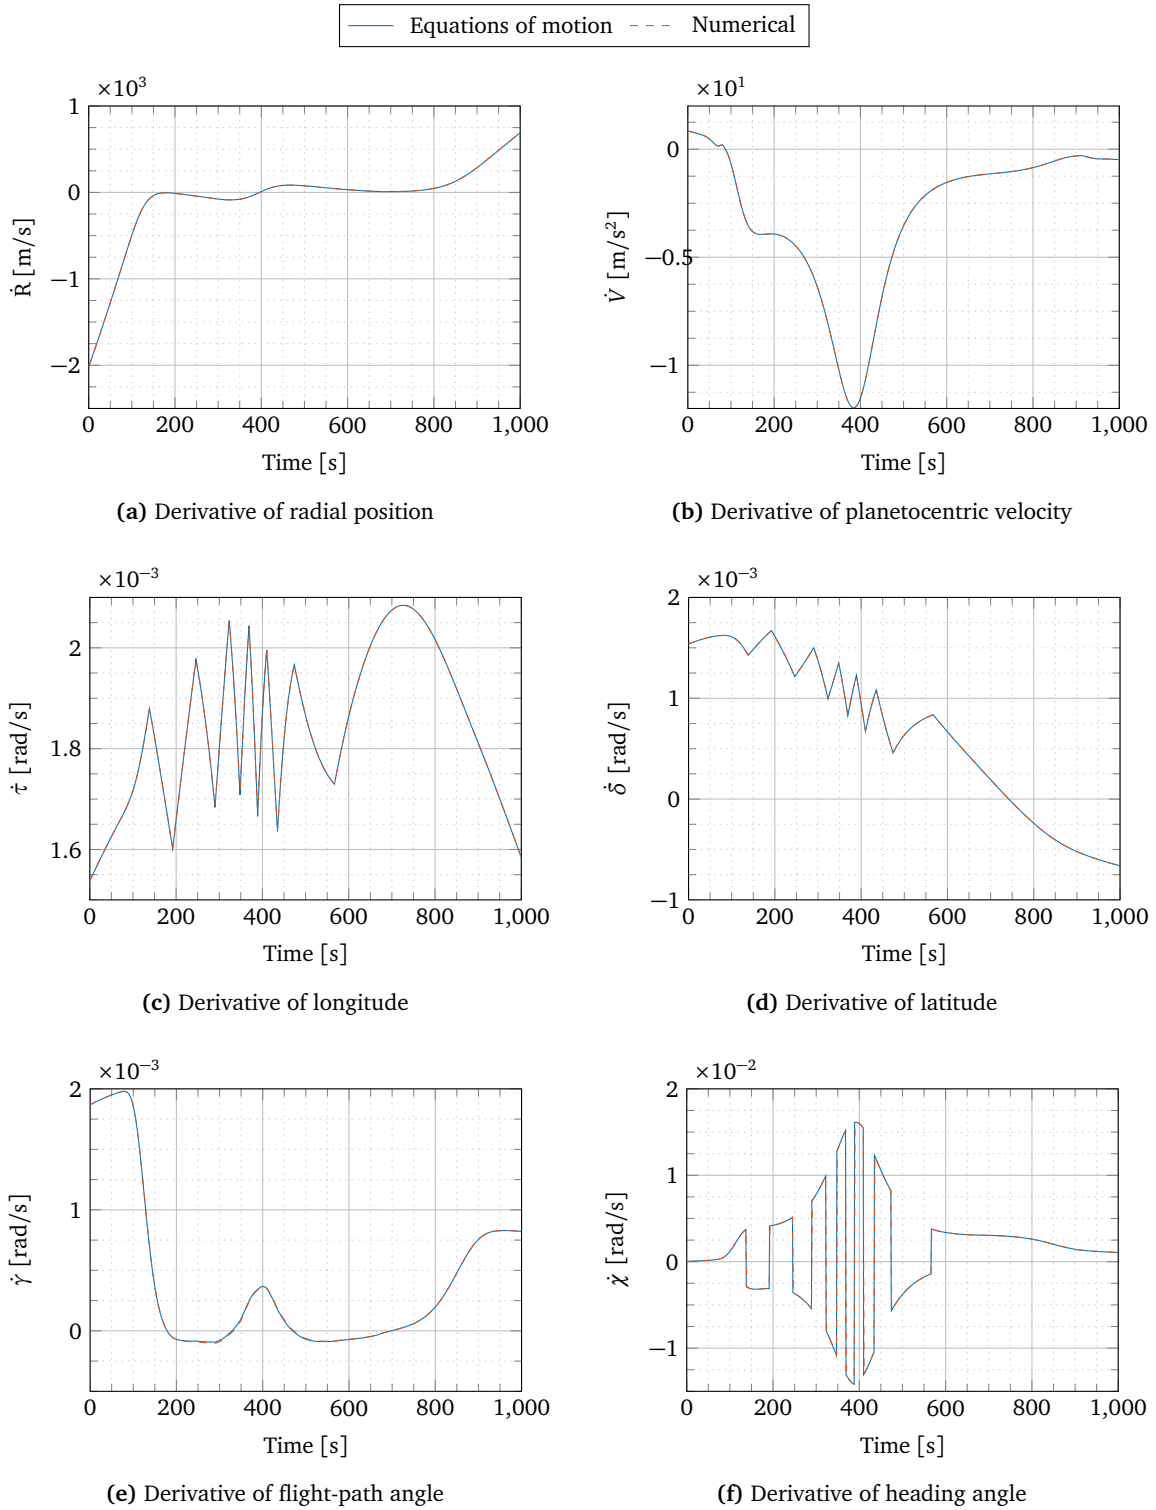 Equations of motion Numerical
×10³
1
0
−1
−2
Ṙ [m/s]
0 200 400 600 800 1,000
Time [s]
(a) Derivative of radial position
×10¹
0
−0.5
−1
V̇ [m/s²]
0 200 400 600 800 1,000
Time [s]
(b) Derivative of planetocentric velocity
×10⁻³
2
1.8
1.6
τ̇ [rad/s]
0 200 400 600 800 1,000
Time [s]
(c) Derivative of longitude
×10⁻³
2
1
0
−1
δ̇ [rad/s]
0 200 400 600 800 1,000
Time [s]
(d) Derivative of latitude
×10⁻³
2
1
0
γ̇ [rad/s]
0 200 400 600 800 1,000
Time [s]
(e) Derivative of flight-path angle
×10⁻²
2
1
0
−1
χ̇ [rad/s]
0 200 400 600 800 1,000
Time [s]
(f) Derivative of heading angle